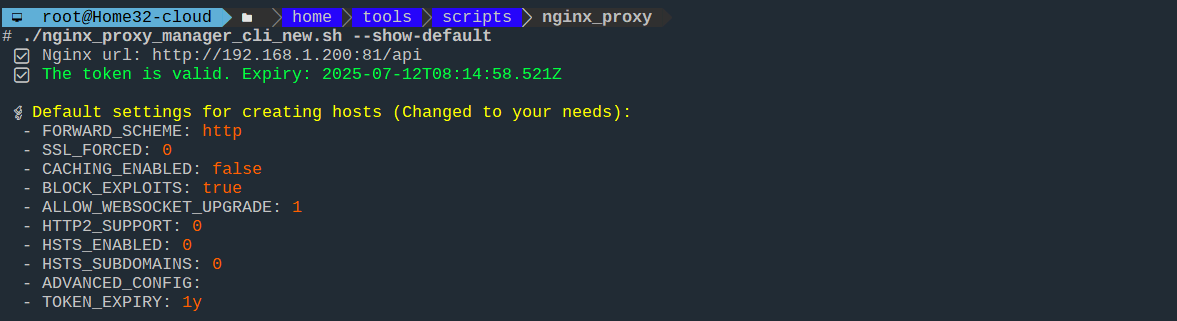 root@Home32-cloud home tools scripts nginx_proxy
# ./nginx_proxy_manager_cli_new.sh --show-default
Nginx url: http://192.168.1.200:81/api
The token is valid. Expiry: 2025-07-12T08:14:58.521Z
Default settings for creating hosts (Changed to your needs):
- FORWARD_SCHEME: http
- SSL_FORCED: 0
- CACHING_ENABLED: false
- BLOCK_EXPLOITS: true
- ALLOW_WEBSOCKET_UPGRADE: 1
- HTTP2_SUPPORT: 0
- HSTS_ENABLED: 0
- HSTS_SUBDOMAINS: 0
- ADVANCED_CONFIG:
- TOKEN_EXPIRY: 1y